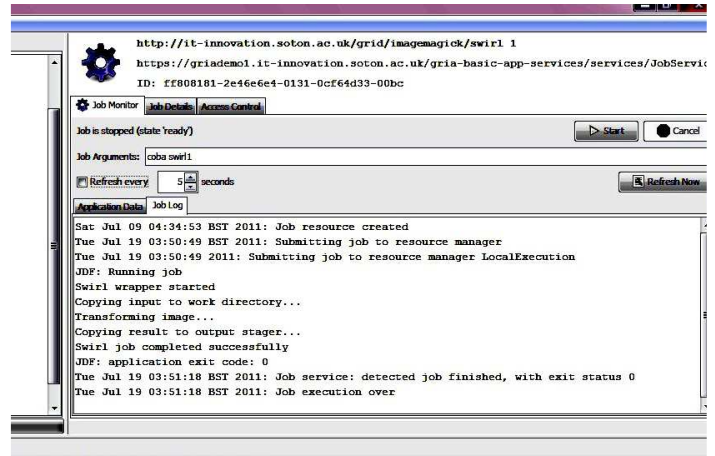 http://it-innovation.soton.ac.uk/grid/imagemagick/swirl 1
https://griademo1.it-innovation.soton.ac.uk/gria-basic-app-services/services/JobServic
ID: ff808181-2e46e6e4-0131-0cf64d33-00bc
Job Monitor Job Details Access Control
Job is stopped (state 'ready') Start Cancel
Job Arguments: coba swirl1
Refresh every 5 seconds Refresh Now
Application Data Job Log
Sat Jul 09 04:34:53 BST 2011: Job resource created
Tue Jul 19 03:50:49 BST 2011: Submitting job to resource manager
Tue Jul 19 03:50:49 2011: Submitting job to resource manager LocalExecution
JDF: Running job
Swirl wrapper started
Copying input to work directory...
Transforming image...
Copying result to output stager...
Swirl job completed successfully
JDF: application exit code: 0
Tue Jul 19 03:51:18 BST 2011: Job service: detected job finished, with exit status 0
Tue Jul 19 03:51:18 BST 2011: Job execution over